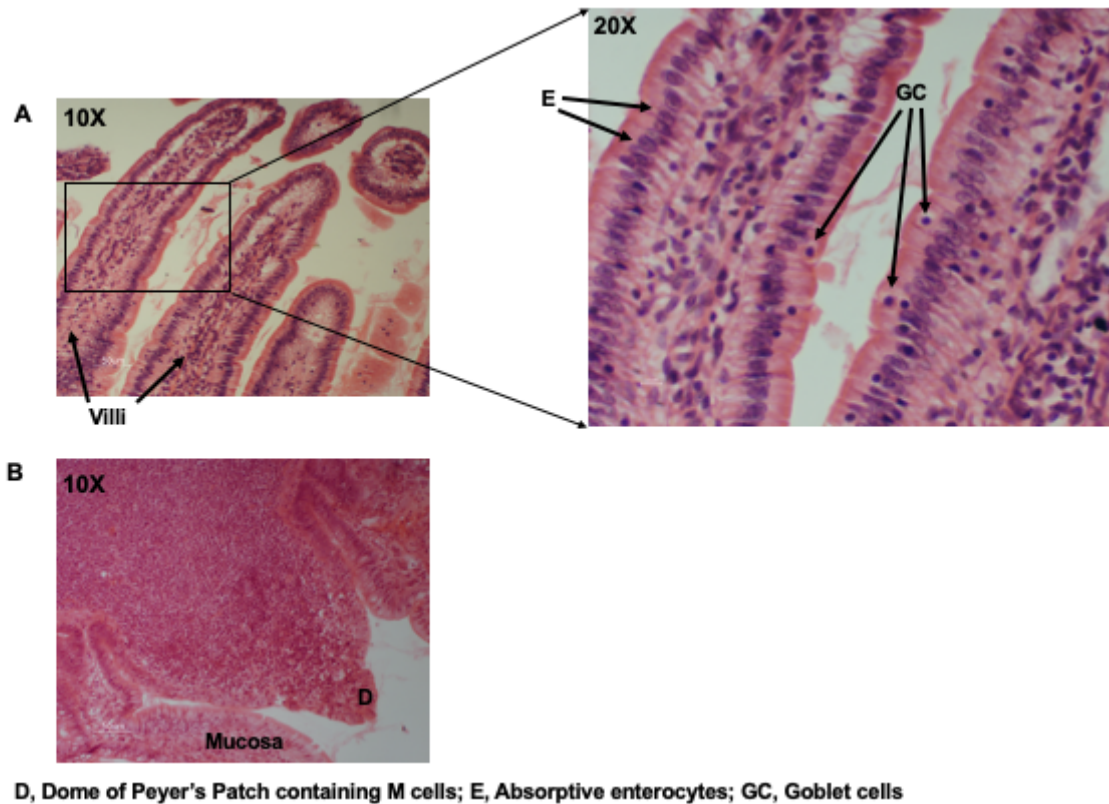 20X
A
10X
E
GC
Villi
B
10X
D
Mucosa
D, Dome of Peyer's Patch containing M cells; E, Absorptive enterocytes; GC, Goblet cells